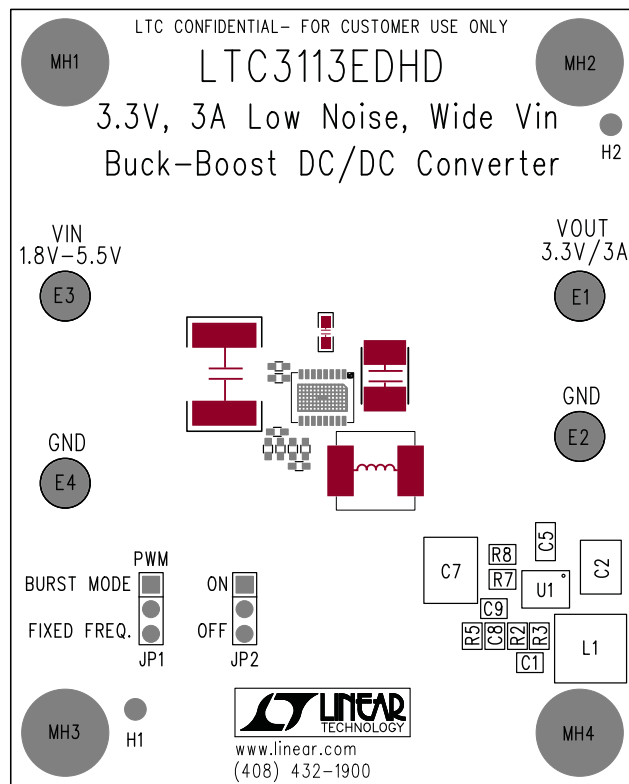 LTC CONFIDENTIAL- FOR CUSTOMER USE ONLY
MH1
LTC3113EDHD
MH2
3.3V, 3A Low Noise, Wide Vin
H2
Buck-Boost DC/DC Converter
VIN
1.8V-5.5V
VOUT
3.3V/3A
E3
E1
GND
E2
GND
E4
PWM
BURST MODE
FIXED FREQ.
JP1
ON
OFF
JP2
C7
R8
C5
C2
R7
U1
C9
R5
C8
R2
R3
L1
C1
MH3
H1
LINEAR
TECHNOLOGY
MH4
www.linear.com
(408) 432-1900